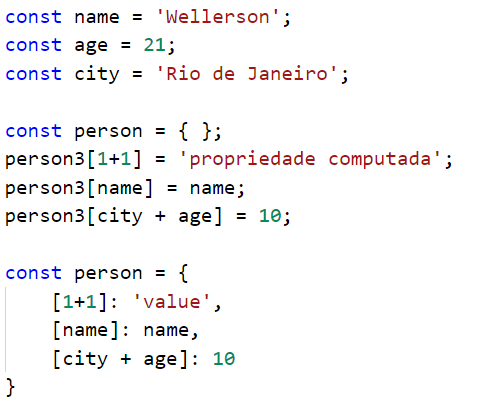 const name = 'Wellerson';
const age = 21;
const city = 'Rio de Janeiro';

const person = { };
person3[1+1] = 'propriedade computada';
person3[name] = name;
person3[city + age] = 10;

const person = {
    [1+1]: 'value',
    [name]: name,
    [city + age]: 10
}